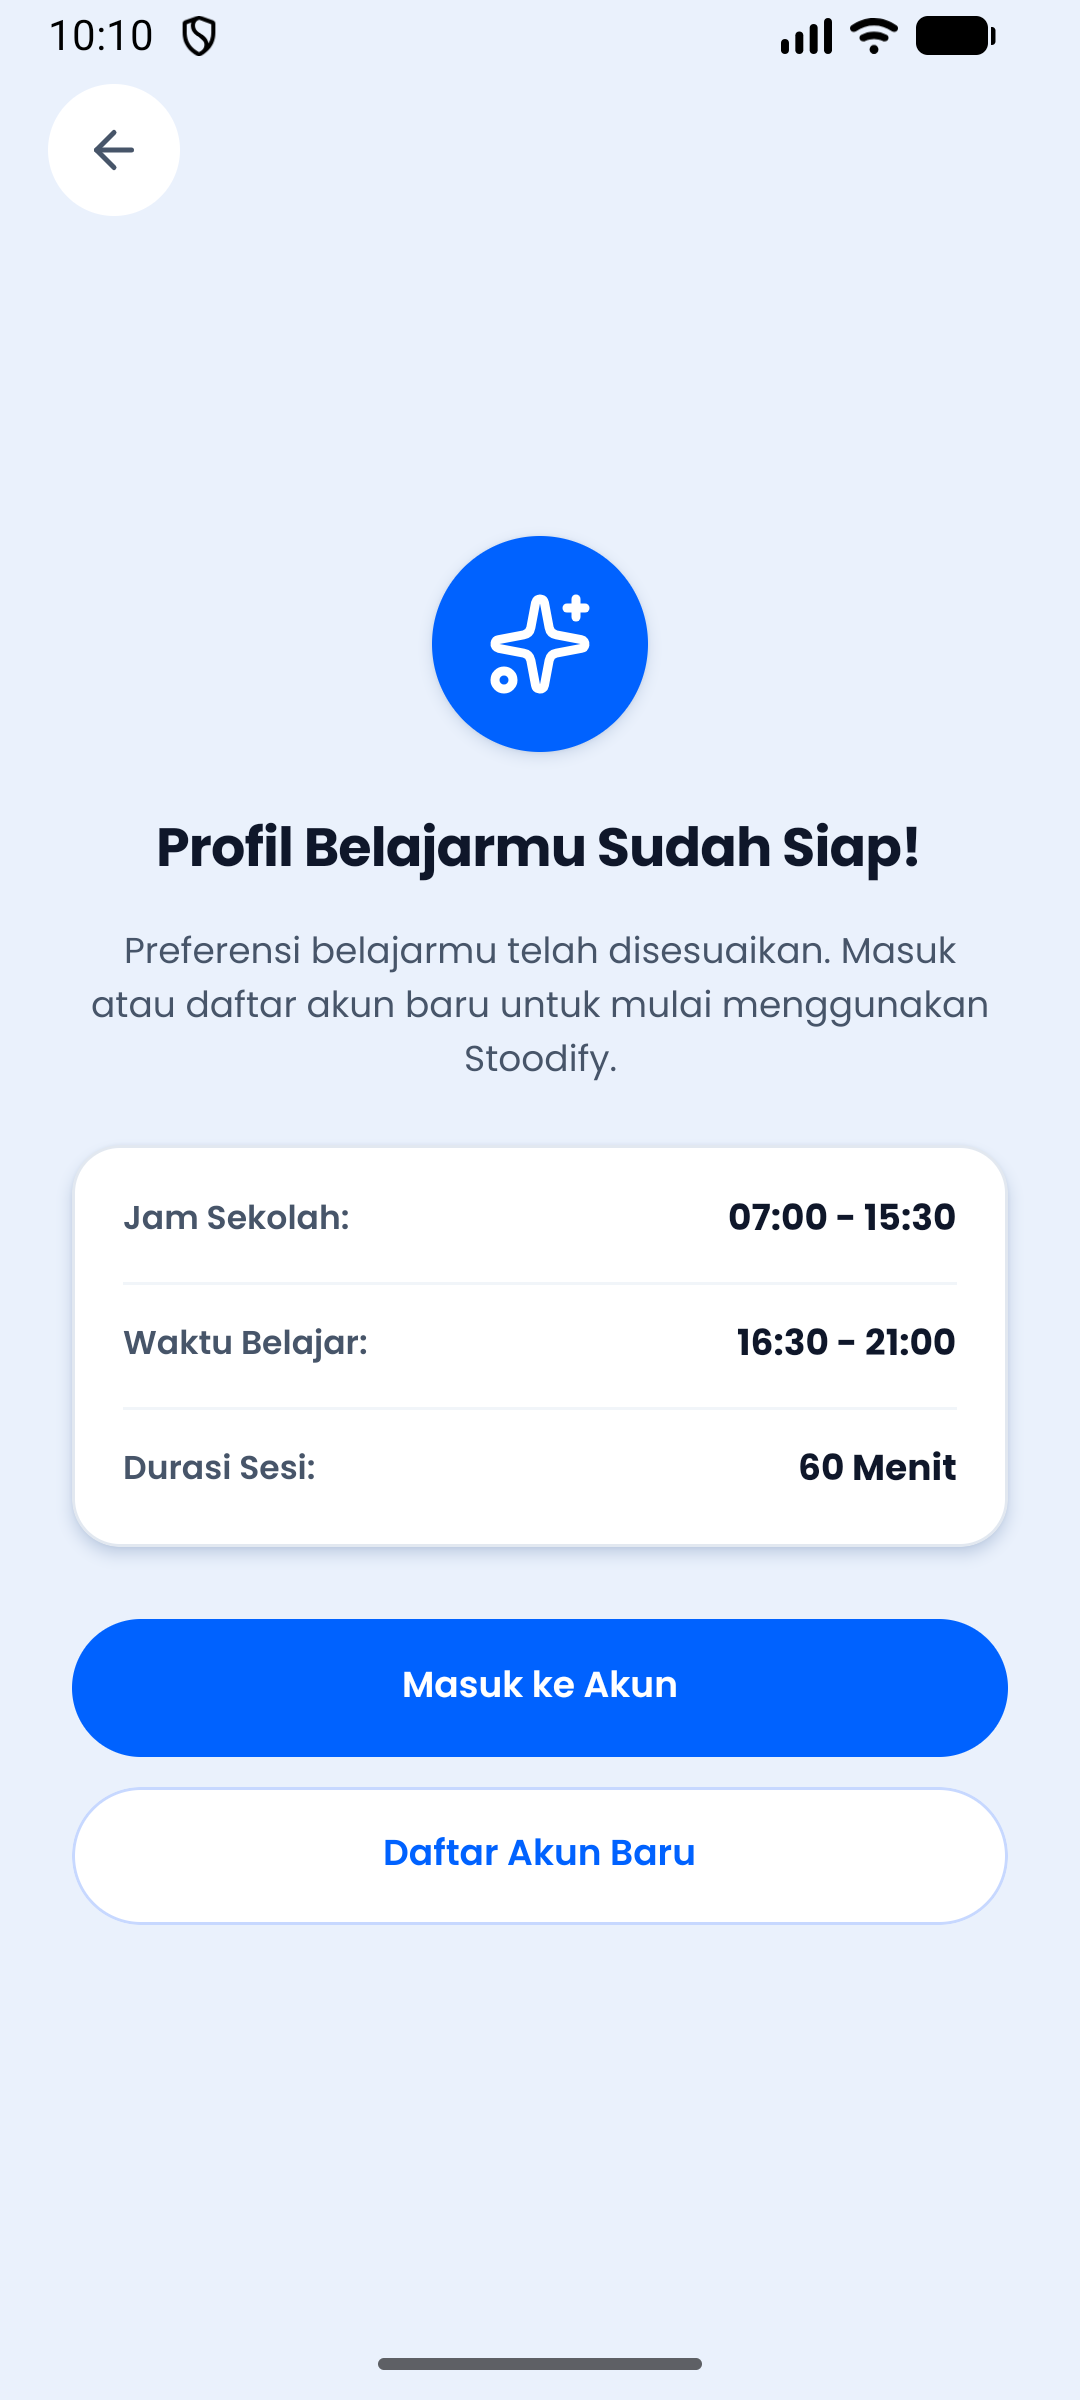 10:10
Profil Belajarmu Sudah Siap!
Preferensi belajarmu telah disesuaikan. Masuk
atau daftar akun baru untuk mulai menggunakan
Stoodify.
Jam Sekolah: 07:00 - 15:30
Waktu Belajar: 16:30 - 21:00
Durasi Sesi: 60 Menit
Masuk ke Akun
Daftar Akun Baru